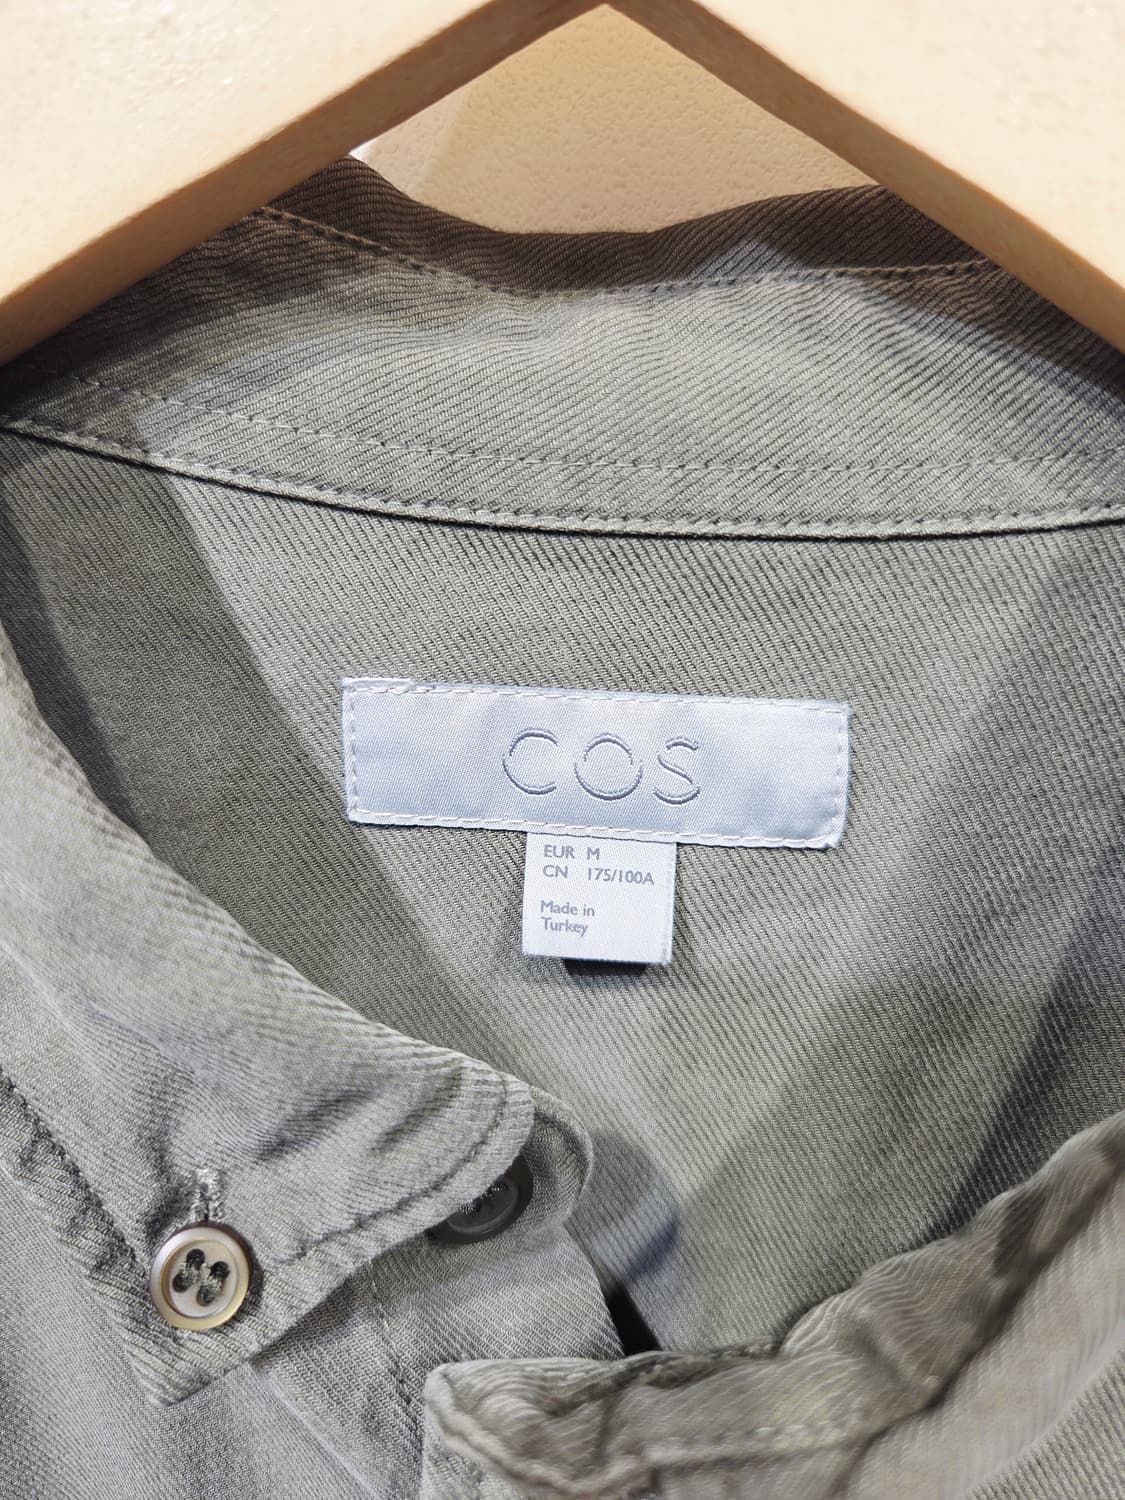 COS
EUR M
CN 175/100A
Made in
Turkey